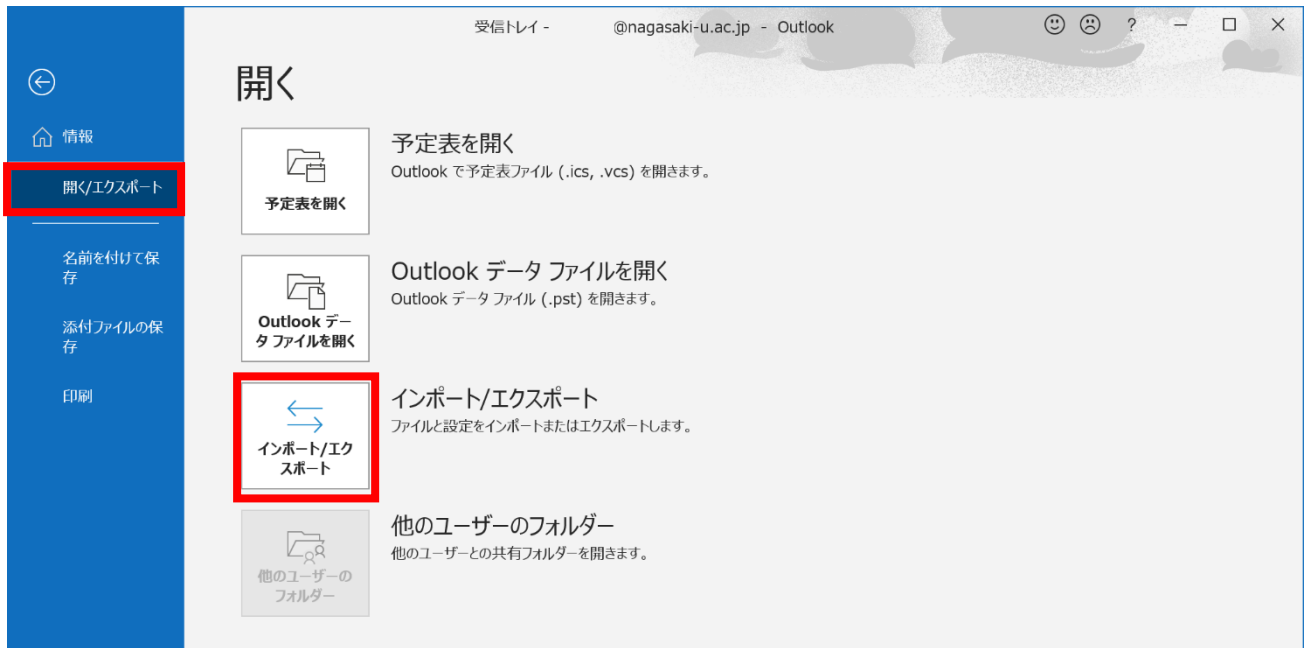 受信トレイ - @nagasaki-u.ac.jp - Outlook
?
開く
情報
開く/エクスポート
名前を付けて保
存
添付ファイルの保
存
印刷
予定表を開く
予定表を開く
Outlook で予定表ファイル (.ics, .vcs) を開きます。
Outlook デー
タ ファイルを開く
Outlook データ ファイルを開く
Outlook データ ファイル (.pst) を開きます。
インポート/エク
スポート
インポート/エクスポート
ファイルと設定をインポートまたはエクスポートします。
他のユーザーの
フォルダー
他のユーザーのフォルダー
他のユーザーとの共有フォルダーを開きます。